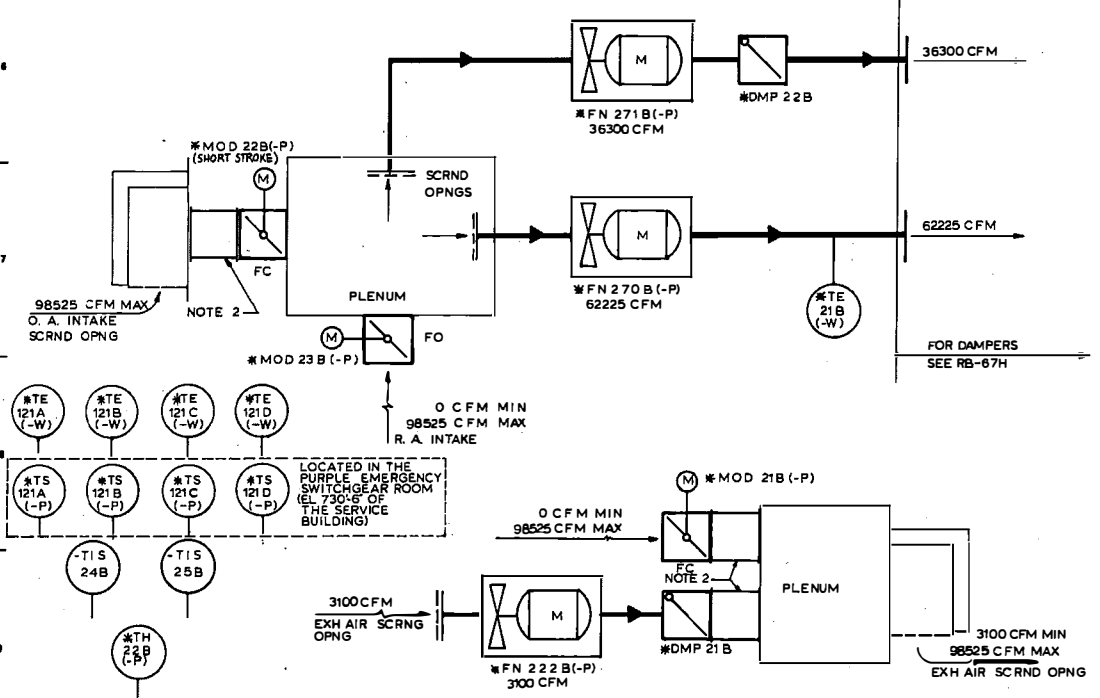 6
36300 CFM
M
*DMP 22B
*FN 271B(-P)
36300 CFM
*MOD 22B(-P)
(SHORT STROKE)
M
SCRND
OPNGS
7
M
62225 CFM
FC
PLENUM
*FN 270B(-P)
62225 CFM
98525 CFM MAX
O. A. INTAKE
SCRND OPNG
NOTE 2
*TE
21B
(-W)
M
FO
*MOD 23B(-P)
FOR DAMPERS
SEE RB-67H
0 CFM MIN
98525 CFM MAX
R. A. INTAKE
*TE
121A
(-W)
*TE
121B
(-W)
*TE
121C
(-W)
*TE
121D
(-W)
8
*TS
121A
(-P)
*TS
121B
(-P)
*TS
121C
(-P)
*TS
121D
(-P)
LOCATED IN THE
PURPLE EMERGENCY
SWITCHGEAR ROOM
(EL 730'-6" OF
THE SERVICE
BUILDING)
M
*MOD 21B(-P)
0 CFM MIN
98525 CFM MAX
FC
NOTE 2
PLENUM
-TIS
24B
-TIS
25B
3100 CFM
EXH AIR SCRNG
OPNG
M
*DMP 21B
*FN 222B(-P)
3100 CFM
3100 CFM MIN
98525 CFM MAX
EXH AIR SCRND OPNG
9
*TH
22B
(-P)